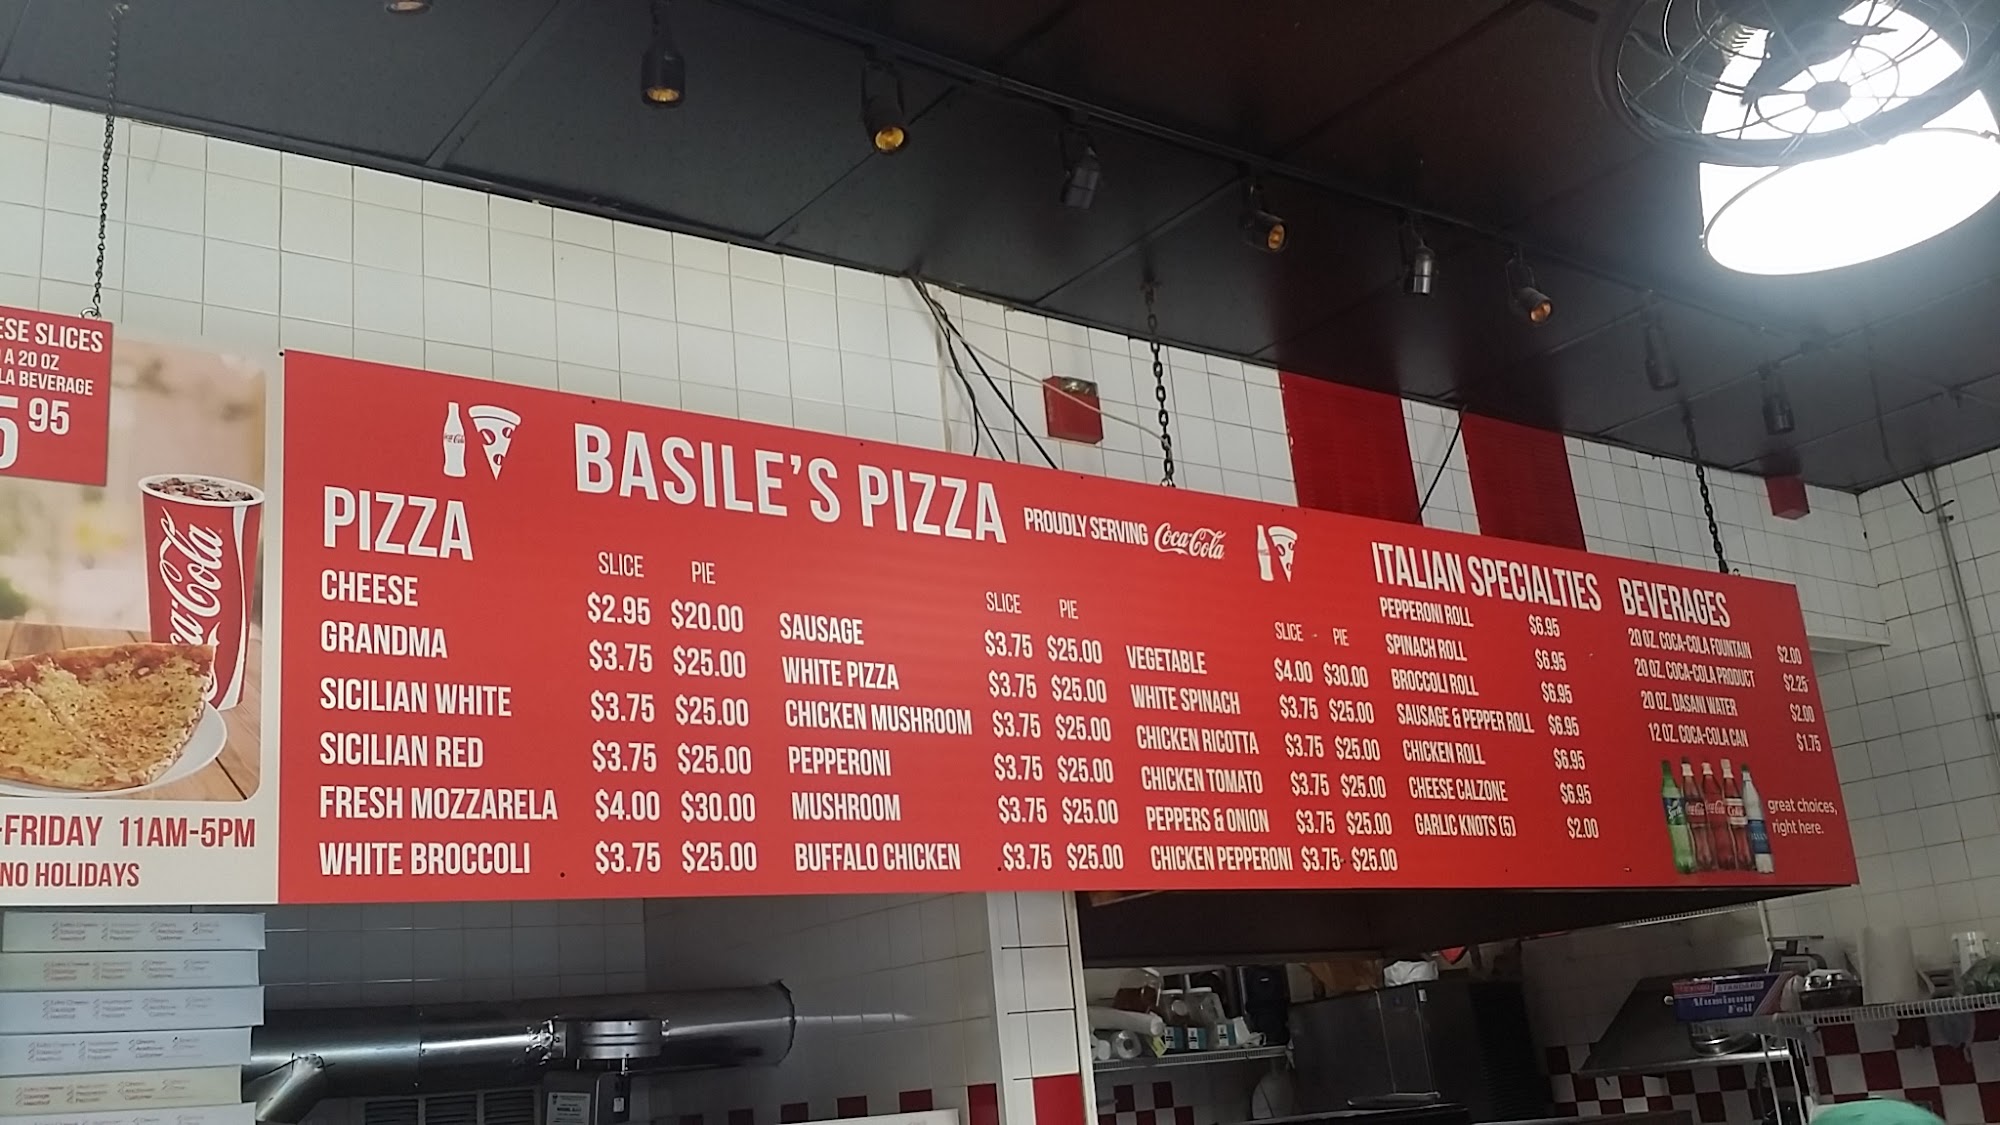 ESE SLICES
A 20 OZ
LA BEVERAGE
5 95
Coca-Cola
-FRIDAY 11AM-5PM
NO HOLIDAYS
BASILE'S PIZZA PROUDLY SERVING Coca-Cola
PIZZA
SLICE PIE
CHEESE $2.95 $20.00
GRANDMA $3.75 $25.00
SICILIAN WHITE $3.75 $25.00
SICILIAN RED $3.75 $25.00
FRESH MOZZARELA $4.00 $30.00
WHITE BROCCOLI $3.75 $25.00
SLICE PIE
SAUSAGE $3.75 $25.00
WHITE PIZZA $3.75 $25.00
CHICKEN MUSHROOM $3.75 $25.00
PEPPERONI $3.75 $25.00
MUSHROOM $3.75 $25.00
BUFFALO CHICKEN $3.75 $25.00
SLICE PIE
VEGETABLE $4.00 $30.00
WHITE SPINACH $3.75 $25.00
CHICKEN RICOTTA $3.75 $25.00
CHICKEN TOMATO $3.75 $25.00
PEPPERS & ONION $3.75 $25.00
CHICKEN PEPPERONI $3.75 $25.00
ITALIAN SPECIALTIES
PEPPERONI ROLL $6.95
SPINACH ROLL $6.95
BROCCOLI ROLL $6.95
SAUSAGE & PEPPER ROLL $6.95
CHICKEN ROLL $6.95
CHEESE CALZONE $6.95
GARLIC KNOTS (5) $2.00
BEVERAGES
20 OZ. COCA-COLA FOUNTAIN $2.00
20 OZ. COCA-COLA PRODUCT $2.25
20 OZ. DASANI WATER $2.00
12 OZ. COCA-COLA CAN $1.75
great choices,
right here.
STANDARD
Aluminum
Foil